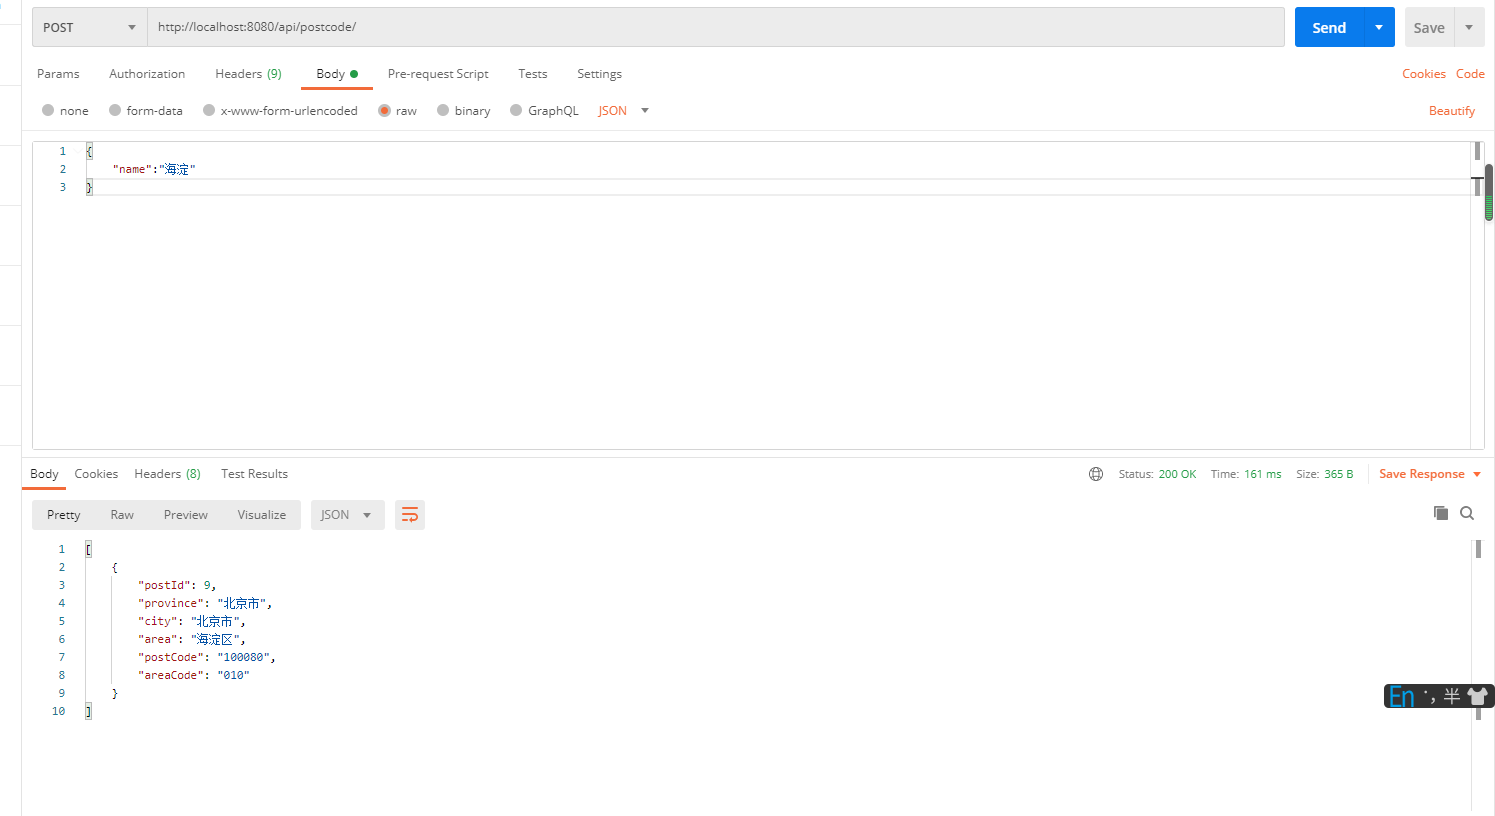 POST http://localhost:8080/api/postcode/ Send Save
Params Authorization Headers (9) Body Pre-request Script Tests Settings Cookies Code
none form-data x-www-form-urlencoded raw binary GraphQL JSON Beautify
1 {
2 "name":"海淀"
3 }
Body Cookies Headers (8) Test Results Status: 200 OK Time: 161 ms Size: 365 B Save Response
Pretty Raw Preview Visualize JSON
1 [
2 {
3 "postId": 9,
4 "province": "北京市",
5 "city": "北京市",
6 "area": "海淀区",
7 "postCode": "100080",
8 "areaCode": "010"
9 }
10 ]
En ·, 半